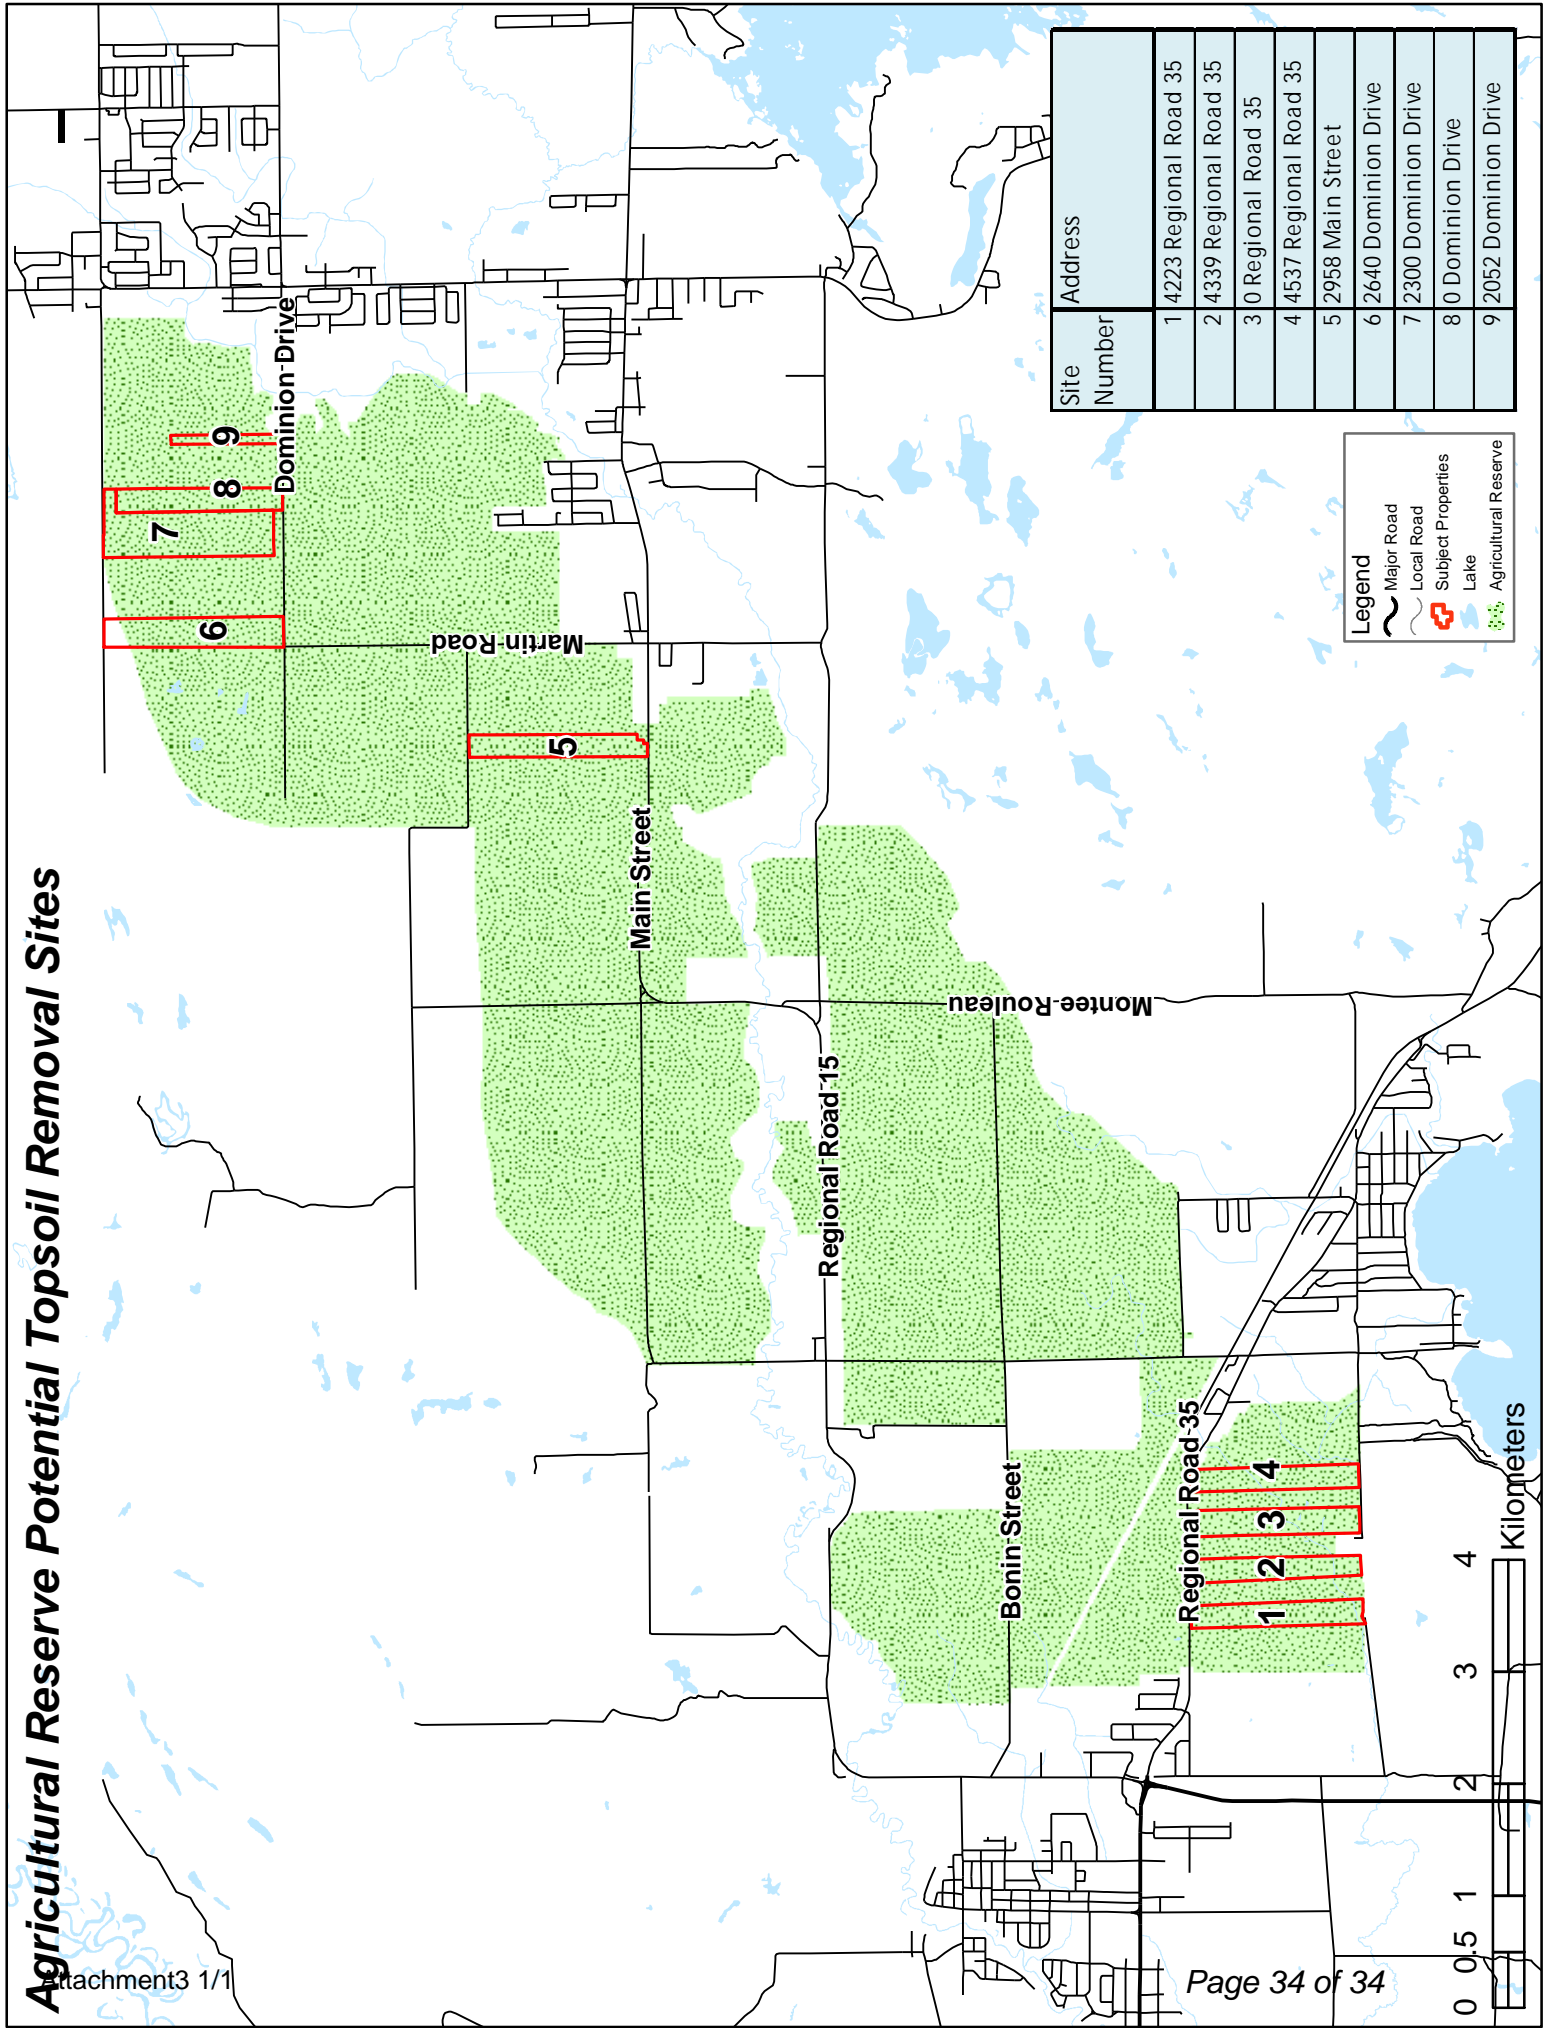 Agricultural Reserve Potential Topsoil Removal Sites
Attachment3 1/1
Dominion Drive
9
8
7
6
Martin Road
5
Main Street
Montee Rouleau
Regional Road 15
Bonin Street
Regional Road 35
1
2
3
4
Site Number Address
1 4223 Regional Road 35
2 4339 Regional Road 35
3 0 Regional Road 35
4 4537 Regional Road 35
5 2958 Main Street
6 2640 Dominion Drive
7 2300 Dominion Drive
8 0 Dominion Drive
9 2052 Dominion Drive
Legend
Major Road
Local Road
Subject Properties
Lake
Agricultural Reserve
0 0.5 1 2 3 4
Kilometers
Page 34 of 34